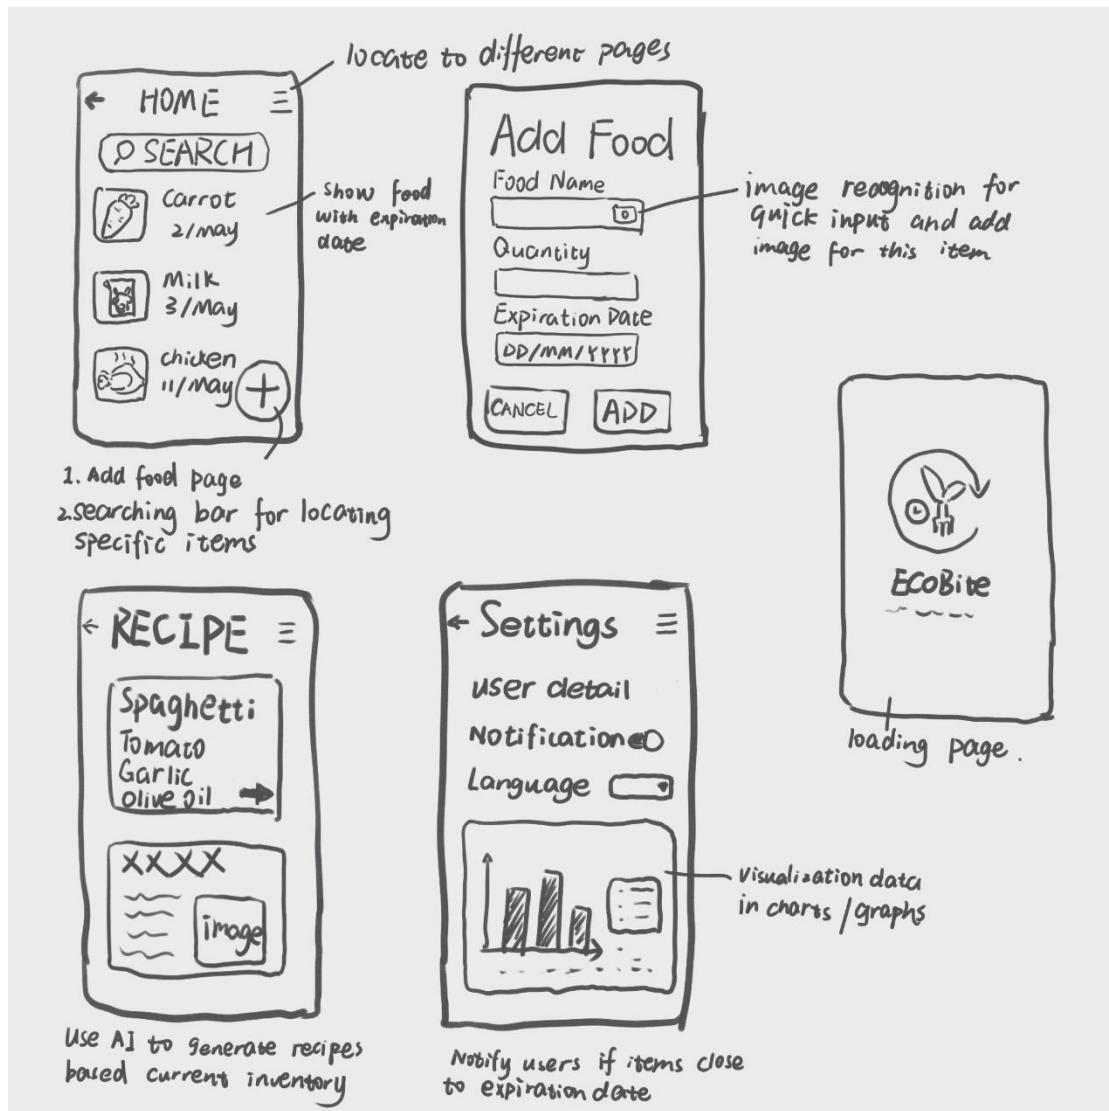 locate to different pages
HOME
SEARCH
Carrot
2/May
Milk
3/May
chicken
11/May
show food
with expiration
date
1. Add food page
2. searching bar for locating
specific items
Add Food
Food Name
Quantity
Expiration Date
DD/MM/YYYY
CANCEL
ADD
image recognition for
quick input and add
image for this item
ECOBite
loading page.
RECIPE
Spaghetti
Tomato
Garlic
olive oil
XXXX
image
Use AI to generate recipes
based current inventory
Settings
user detail
Notification
Language
visualization data
in charts/graphs
Notify users if items close
to expiration date